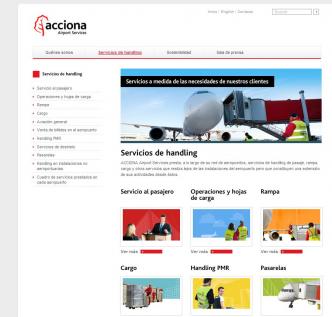 acciona
Airport Services
Inicio | English | Contacto
Buscar
Quiénes somos
Servicios de handling
Sostenibilidad
Sala de prensa
Servicios de handling
Servicio al pasajero
Operaciones y hojas de carga
Rampa
Cargo
Aviación general
Venta de billetes en el aeropuerto
Handling PMR
Servicios de deshielo
Pasarelas
Handling en instalaciones no
aeroportuarias
Cuadro de servicios prestados en
cada aeropuerto
Servicios a medida de las necesidades de nuestros clientes
Servicios de handling
ACCIONA Airport Services presta, a lo largo de su red de aeropuertos, servicios de handling de pasaje, rampa,
cargo y otros servicios que realiza lejos de las instalaciones del aeropuerto pero que constituyen una extensión
de sus actividades desde éstos.
Servicio al pasajero
Operaciones y hojas
de carga
Rampa
Ver más
Ver más
Ver más
Cargo
Handling PMR
Pasarelas